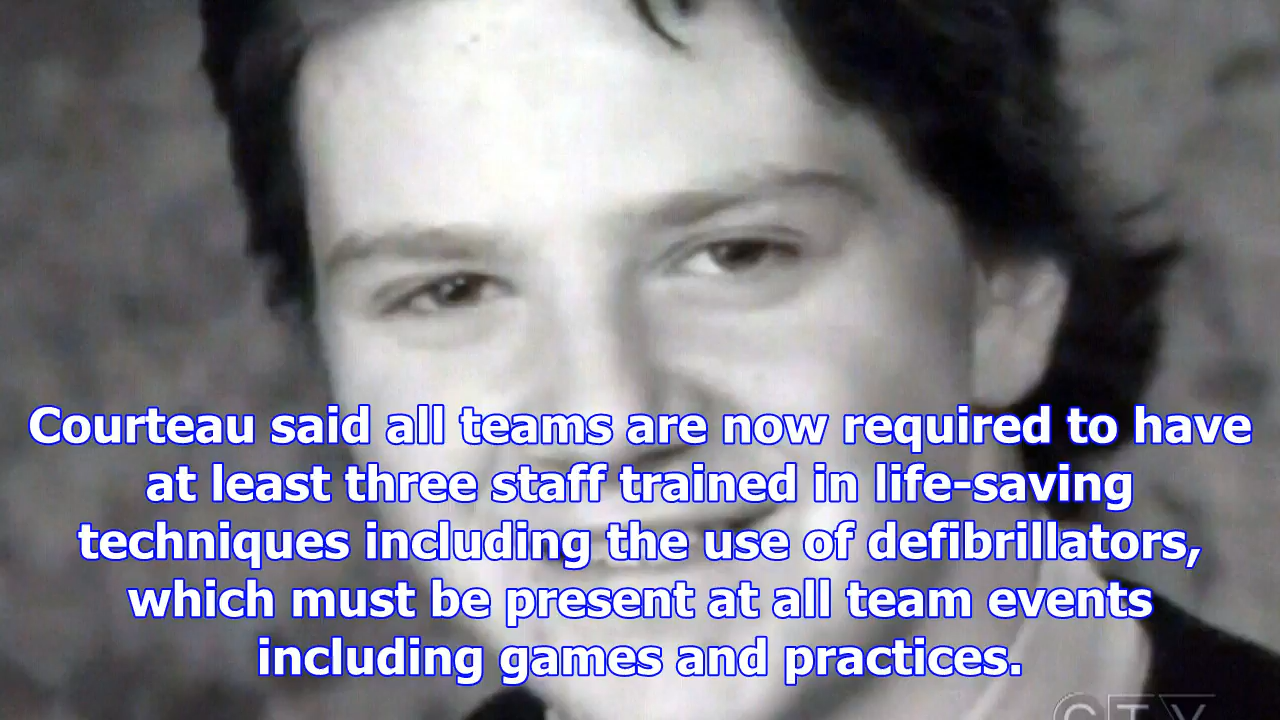 Courteau said all teams are now required to have
at least three staff trained in life-saving
techniques including the use of defibrillators,
which must be present at all team events
including games and practices.
CTV